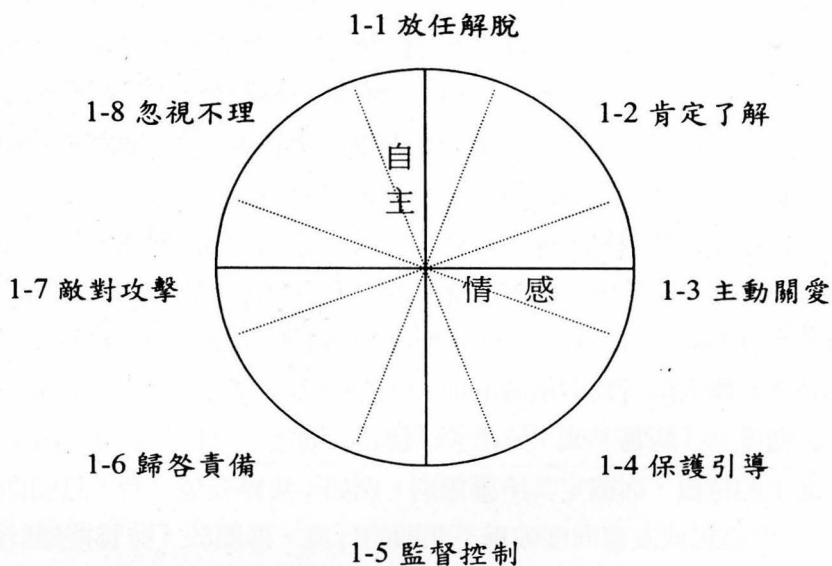 1-1 放任解脫
1-8 忽視不理
1-2 肯定了解
自主
1-7 敵對攻擊
情 感
1-3 主動關愛
1-6 歸咎責備
1-4 保護引導
1-5 監督控制